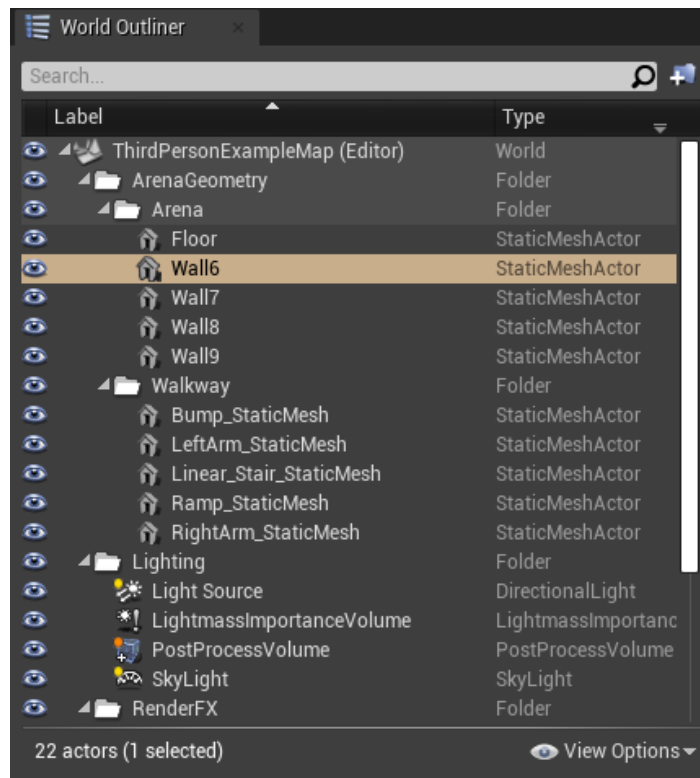 World Outliner
Search...
Label Type
ThirdPersonExampleMap (Editor) World
ArenaGeometry Folder
Arena Folder
Floor StaticMeshActor
Wall6 StaticMeshActor
Wall7 StaticMeshActor
Wall8 StaticMeshActor
Wall9 StaticMeshActor
Walkway Folder
Bump_StaticMesh StaticMeshActor
LeftArm_StaticMesh StaticMeshActor
Linear_Stair_StaticMesh StaticMeshActor
Ramp_StaticMesh StaticMeshActor
RightArm_StaticMesh StaticMeshActor
Lighting Folder
Light Source DirectionalLight
LightmassImportanceVolume LightmassImportanc
PostProcessVolume PostProcessVolume
SkyLight SkyLight
RenderFX Folder
22 actors (1 selected) View Options